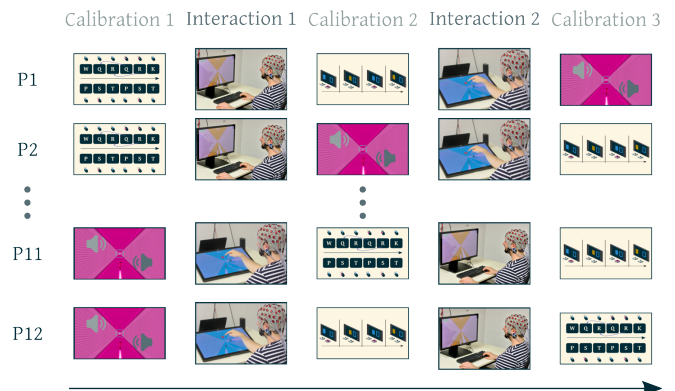 Calibration 1 Interaction 1 Calibration 2 Interaction 2 Calibration 3
P1
W Q R Q R K
P S T P S T
P2
W Q R Q R K
P S T P S T
P11
W Q R Q R K
P S T P S T
P12
W Q R Q R K
P S T P S T